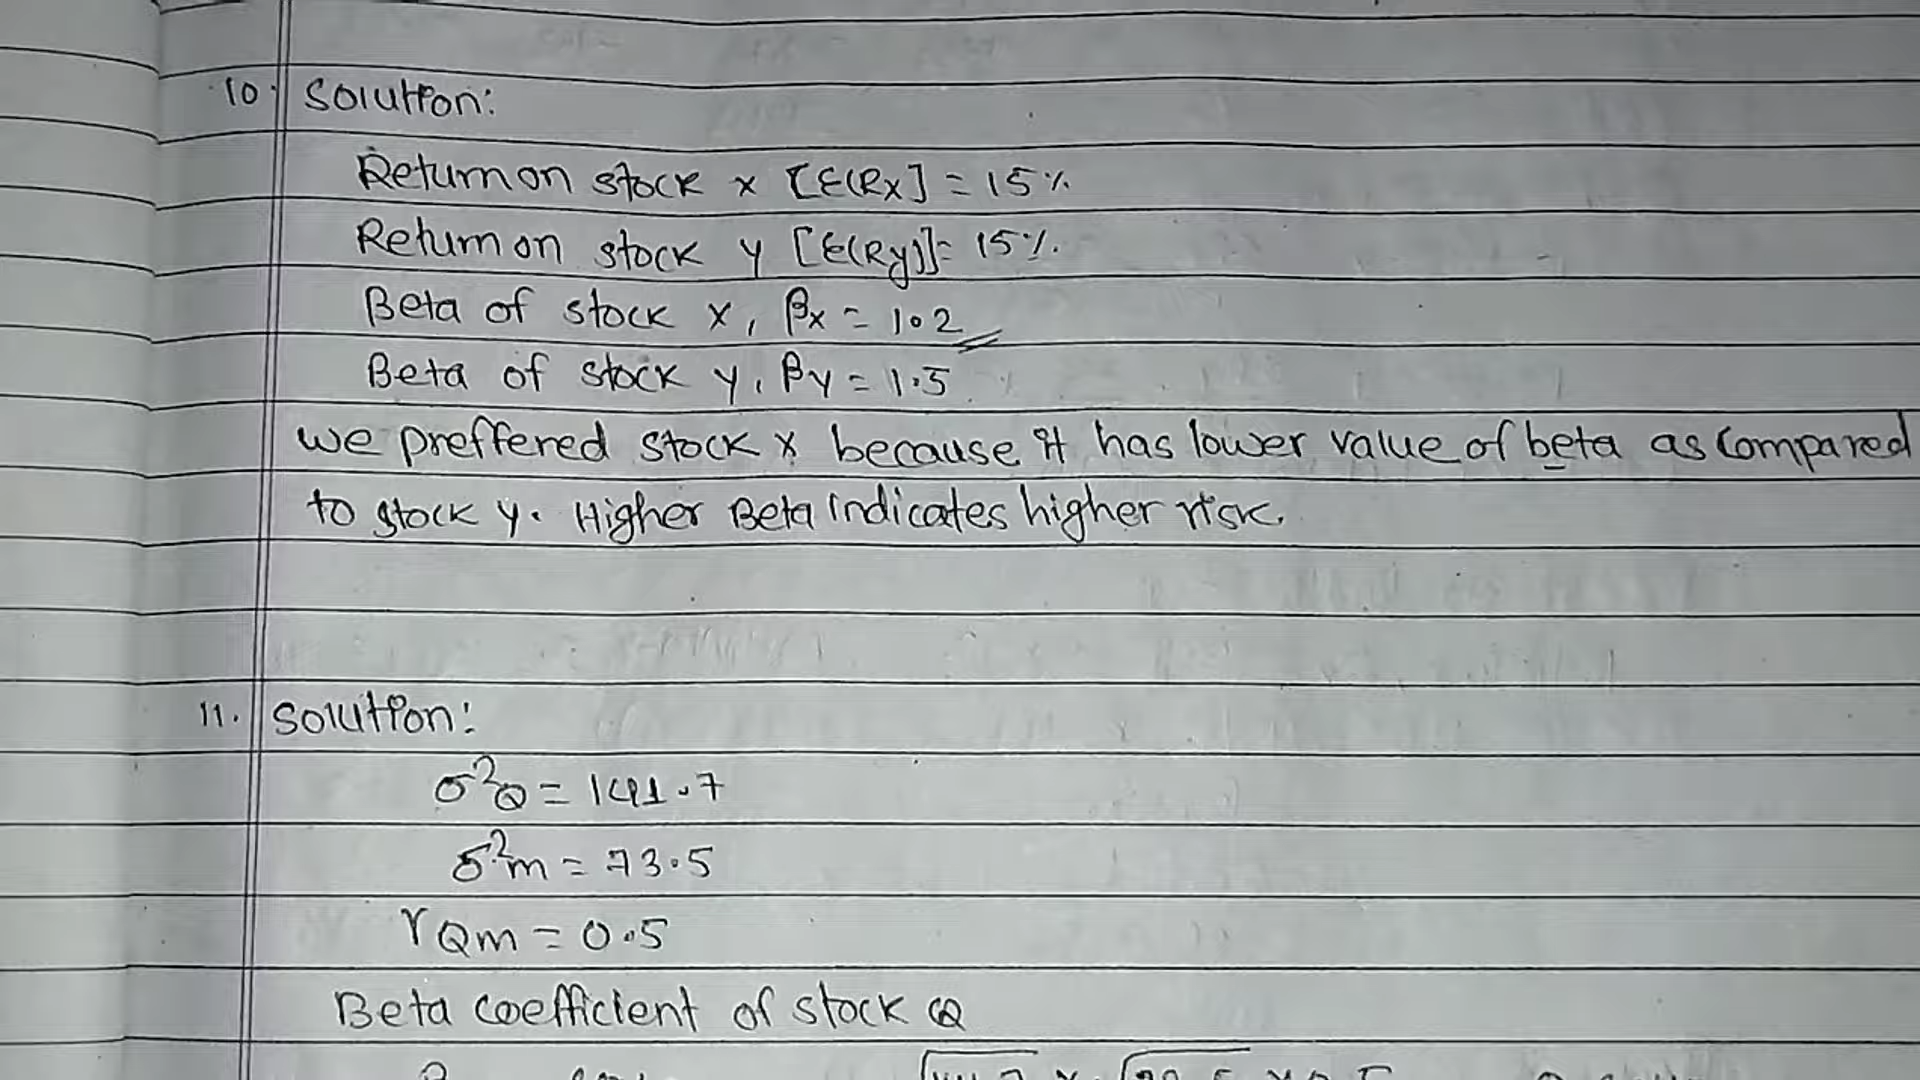 10. Solution:
Return on stock x [E(Rx] = 15%
Return on stock y [E(Ry)] = 15%.
Beta of stock x, βx = 1.2
Beta of stock y, βy = 1.5
we preffered stock x because it has lower value of beta as compared
to stock y. Higher Beta indicates higher risk.
11. Solution:
σ²Q = 141.7
σ²m = 73.5
rQm = 0.5
Beta coefficient of stock Q